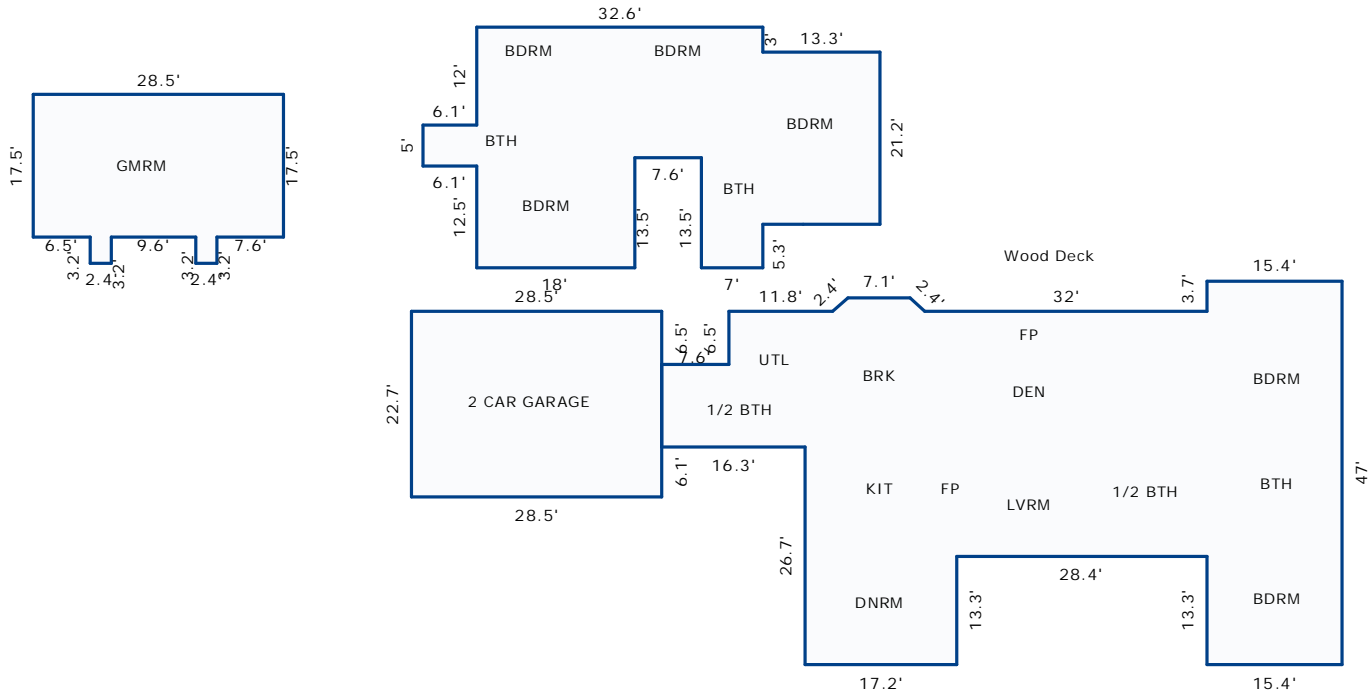 28.5'
17.5'
GMRM
17.5'
6.5'
3.2'
2.4'
3.2'
9.6'
3.2'
2.4'
3.2'
7.6'
32.6'
3'
13.3'
BDRM
BDRM
12'
BDRM
21.2'
6.1'
5'
BTH
6.1'
7.6'
BTH
BDRM
12.5'
13.5'
13.5'
5.3'
18'
7'
Wood Deck
28.5'
11.8'
2.4'
7.1'
2.4'
32'
3.7'
15.4'
6.5'
6.5'
7.6'
UTL
FP
BRK
DEN
BDRM
22.7'
2 CAR GARAGE
1/2 BTH
16.3'
6.1'
28.5'
KIT
FP
LVRM
1/2 BTH
BTH
47'
26.7'
28.4'
DNRM
13.3'
13.3'
BDRM
17.2'
15.4'